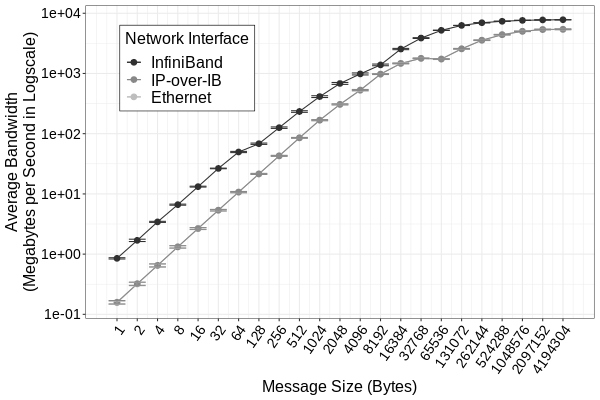 1e+04
1e+03
1e+02
1e+01
1e+00
1e-01
Average Bandwidth
(Megabytes per Second in Logscale)
Network Interface
InfiniBand
IP-over-IB
Ethernet
1
2
4
8
16
32
64
128
256
512
1024
2048
4096
8192
16384
32768
65536
131072
262144
524288
1048576
2097152
4194304
Message Size (Bytes)